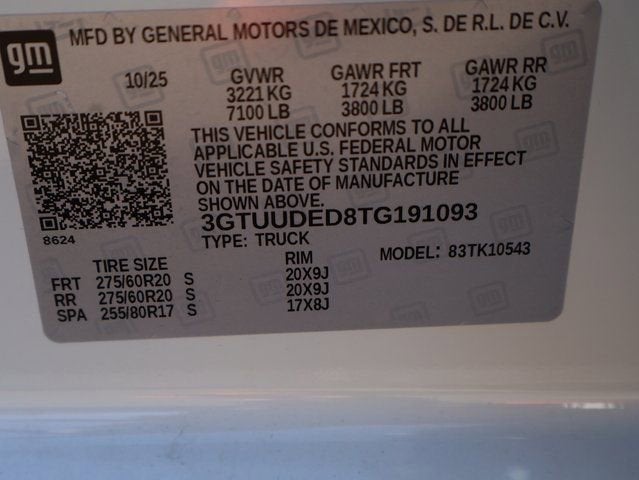 gm MFD BY GENERAL MOTORS DE MEXICO, S. DE R.L. DE C.V.
10/25 GVWR GAWR FRT GAWR RR
3221 KG 1724 KG 1724 KG
7100 LB 3800 LB 3800 LB
THIS VEHICLE CONFORMS TO ALL
APPLICABLE U.S. FEDERAL MOTOR
VEHICLE SAFETY STANDARDS IN EFFECT
ON THE DATE OF MANUFACTURE
SHOWN ABOVE.
8624
3GTUUDED8TG191093
TYPE: TRUCK MODEL: 83TK10543
TIRE SIZE RIM
FRT 275/60R20 S 20X9J
RR 275/60R20 S 20X9J
SPA 255/80R17 S 17X8J